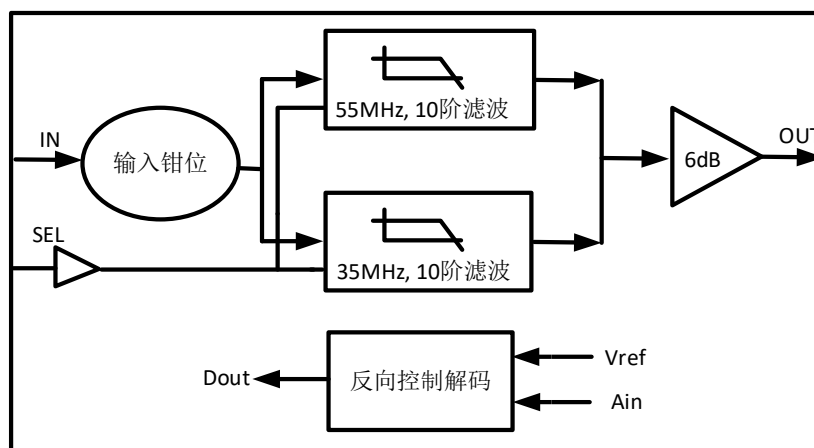 55MHz, 10阶滤波
IN
输入钳位
6dB
OUT
SEL
35MHz, 10阶滤波
Dout
反向控制解码
Vref
Ain